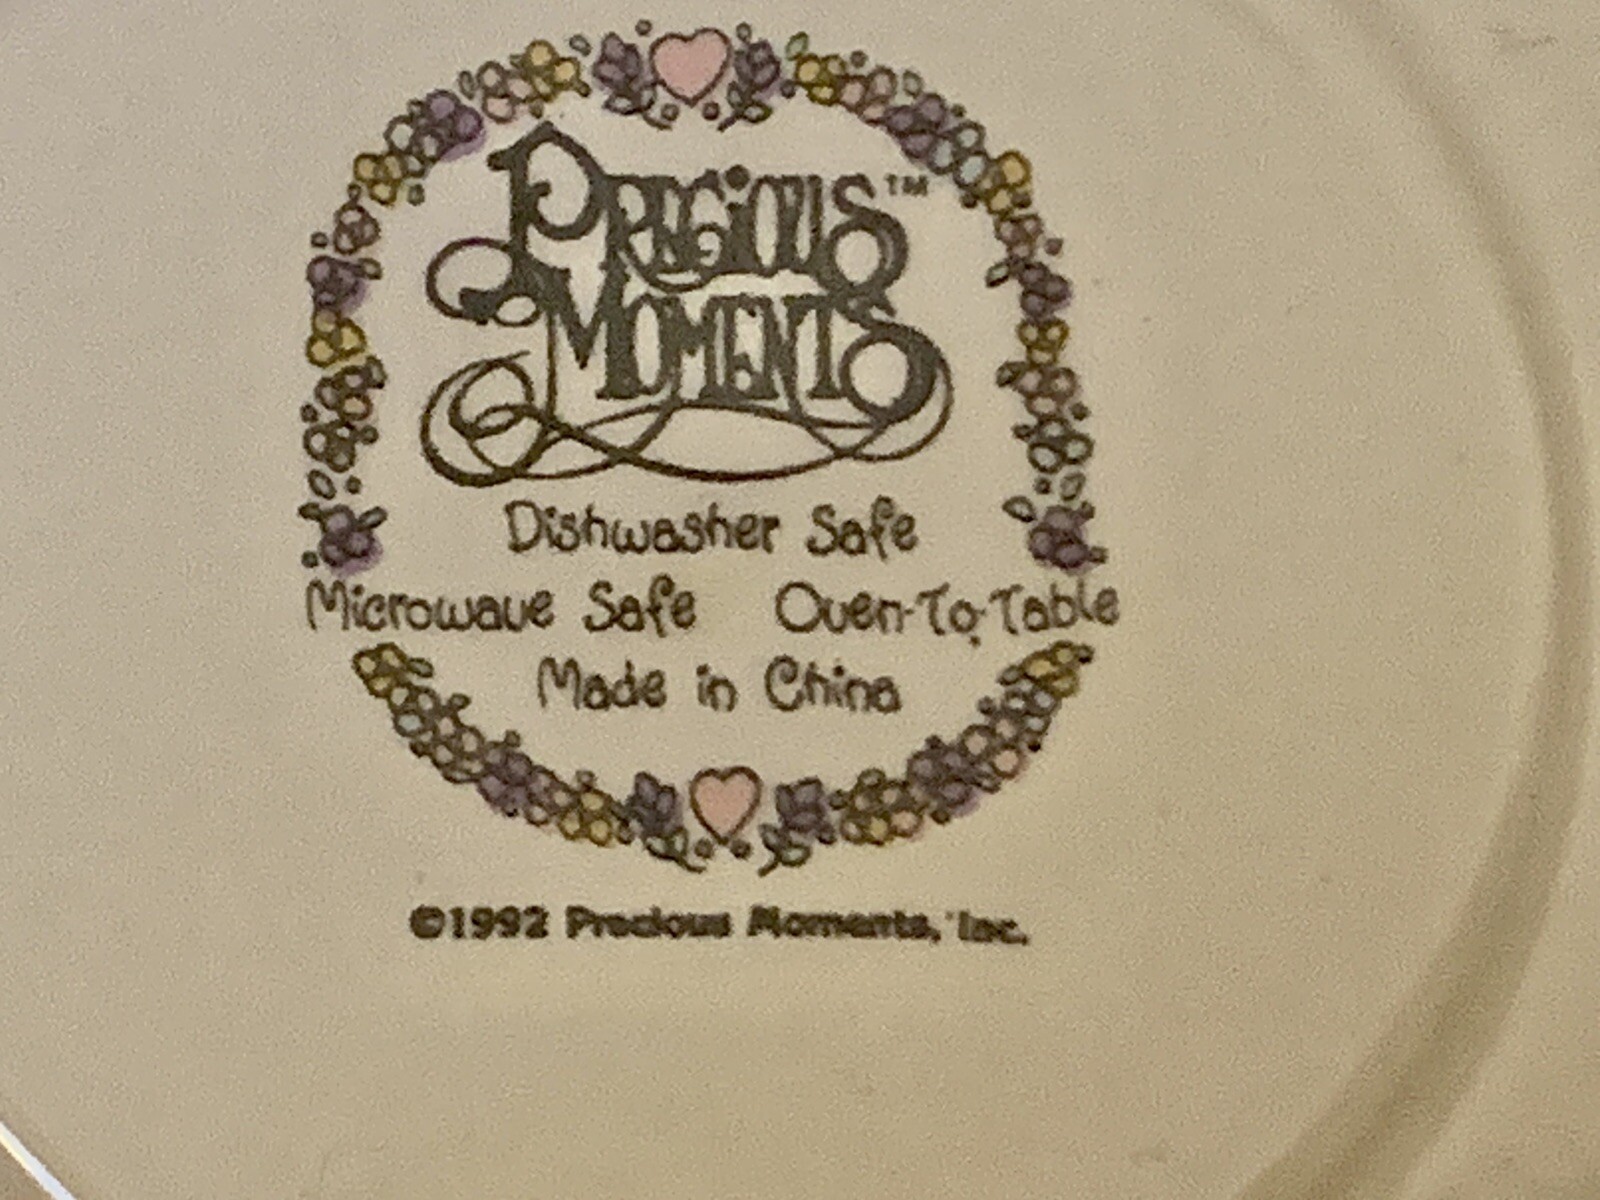 Precious™
Moments
Dishwasher Safe
Microwave Safe Oven-To-Table
Made in China
©1992 Precious Moments, Inc.